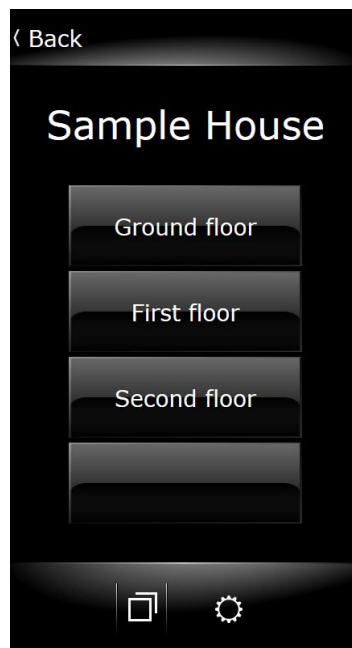 Back
Sample House
Ground floor
First floor
Second floor